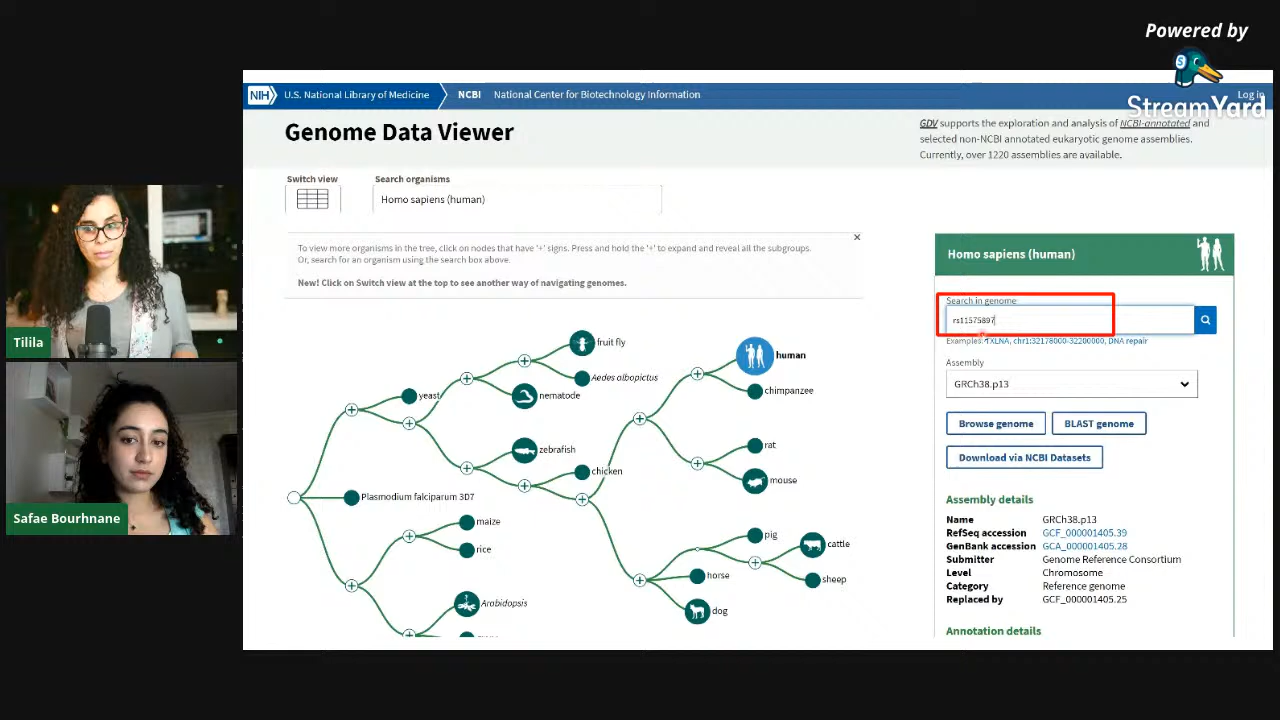 Powered by
StreamYard
NIH
U.S. National Library of Medicine
NCBI
National Center for Biotechnology Information
Log in
Genome Data Viewer
GDV supports the exploration and analysis of NCBI-annotated and
selected non-NCBI annotated eukaryotic genome assemblies.
Currently, over 1220 assemblies are available.
Switch view
Search organisms
Homo sapiens (human)
To view more organisms in the tree, click on nodes that have '+' signs. Press and hold the '+' to expand and reveal all the subgroups.
Or, search for an organism using the search box above.
New! Click on Switch view at the top to see another way of navigating genomes.
fruit fly
Aedes albopictus
yeast
nematode
zebrafish
chicken
human
chimpanzee
rat
mouse
Plasmodium falciparum 3D7
maize
rice
pig
cattle
horse
sheep
Arabidopsis
dog
Homo sapiens (human)
Search in genome
rs11575897
Examples: TXLNA, chr1:32178000-32200000, DNA repair
Assembly
GRCh38.p13
Browse genome
BLAST genome
Download via NCBI Datasets
Assembly details
Name GRCh38.p13
RefSeq accession GCF_000001405.39
GenBank accession GCA_000001405.28
Submitter Genome Reference Consortium
Level Chromosome
Category Reference genome
Replaced by GCF_000001405.25
Annotation details
Tilila
Safae Bourhnane